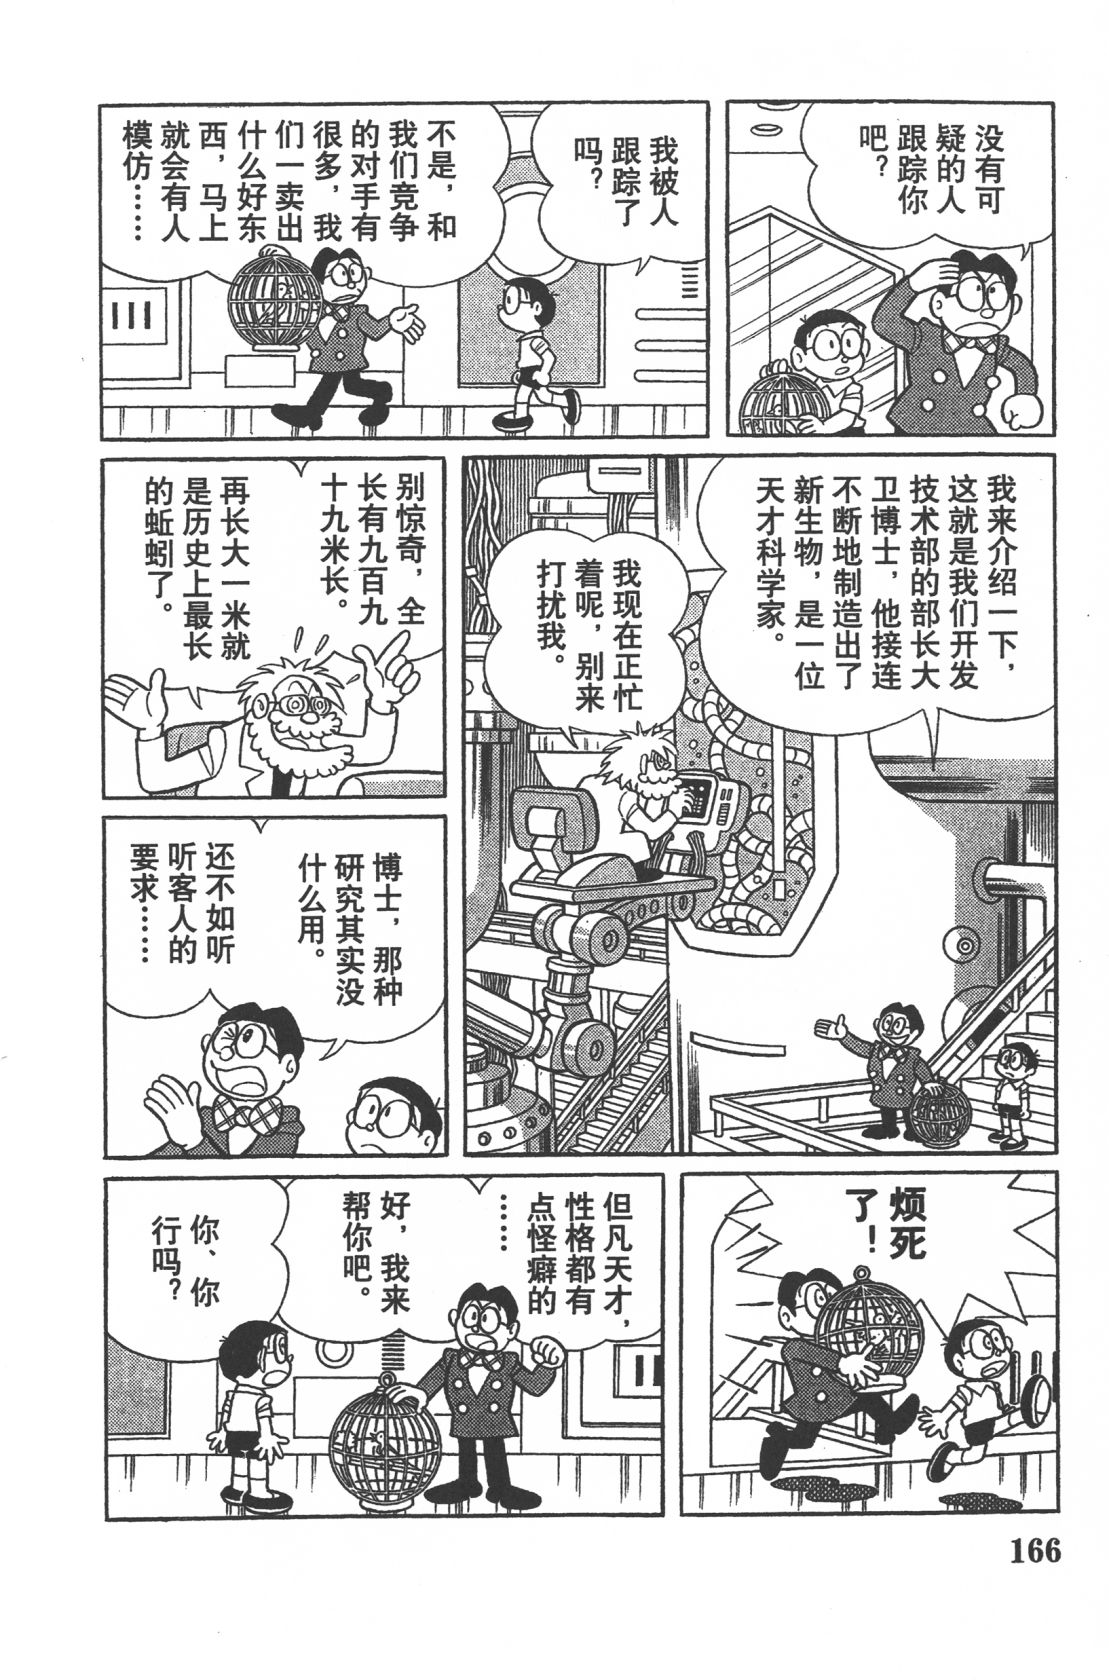 没有可
疑的人
跟踪你
吧？
我被人
跟踪了
吗？
不是，和
我们竞争
的对手有
很多，我
们一卖出
什么好东
西，马上
就会有人
模仿……
我来介绍一下，
这就是我们开发
技术部的部长大
卫博士，他接连
不断地制造出了
新生物，是一位
天才科学家。
我现在正忙
着呢，别来
打扰我。
别惊奇，全
长有九百九
十九米长。
再长大一米就
是历史上最长
的蚯蚓了。
博士，那种
研究其实没
什么用。
还不如听
听客人的
要求……
烦死
了！
但凡天才，
性格都有
点怪癖的
……
好，我来
帮你吧。
你、你
行吗？
166